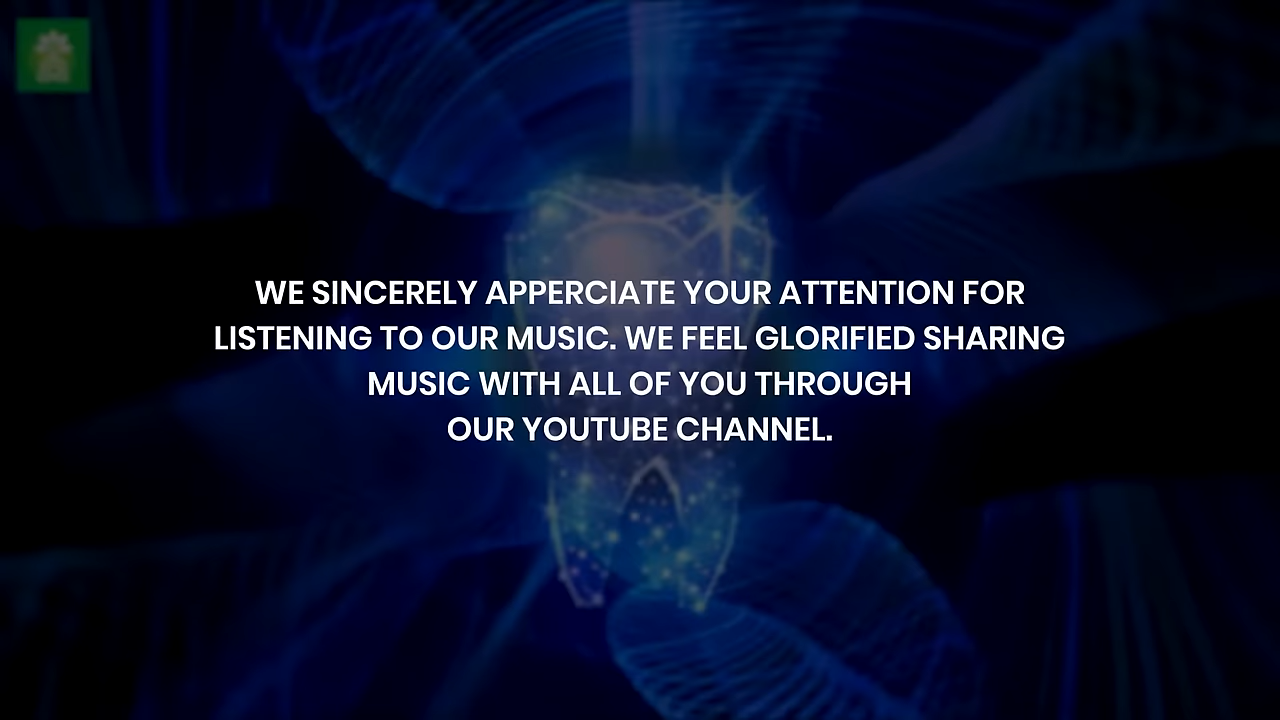 WE SINCERELY APPERCIATE YOUR ATTENTION FOR
LISTENING TO OUR MUSIC. WE FEEL GLORIFIED SHARING
MUSIC WITH ALL OF YOU THROUGH
OUR YOUTUBE CHANNEL.